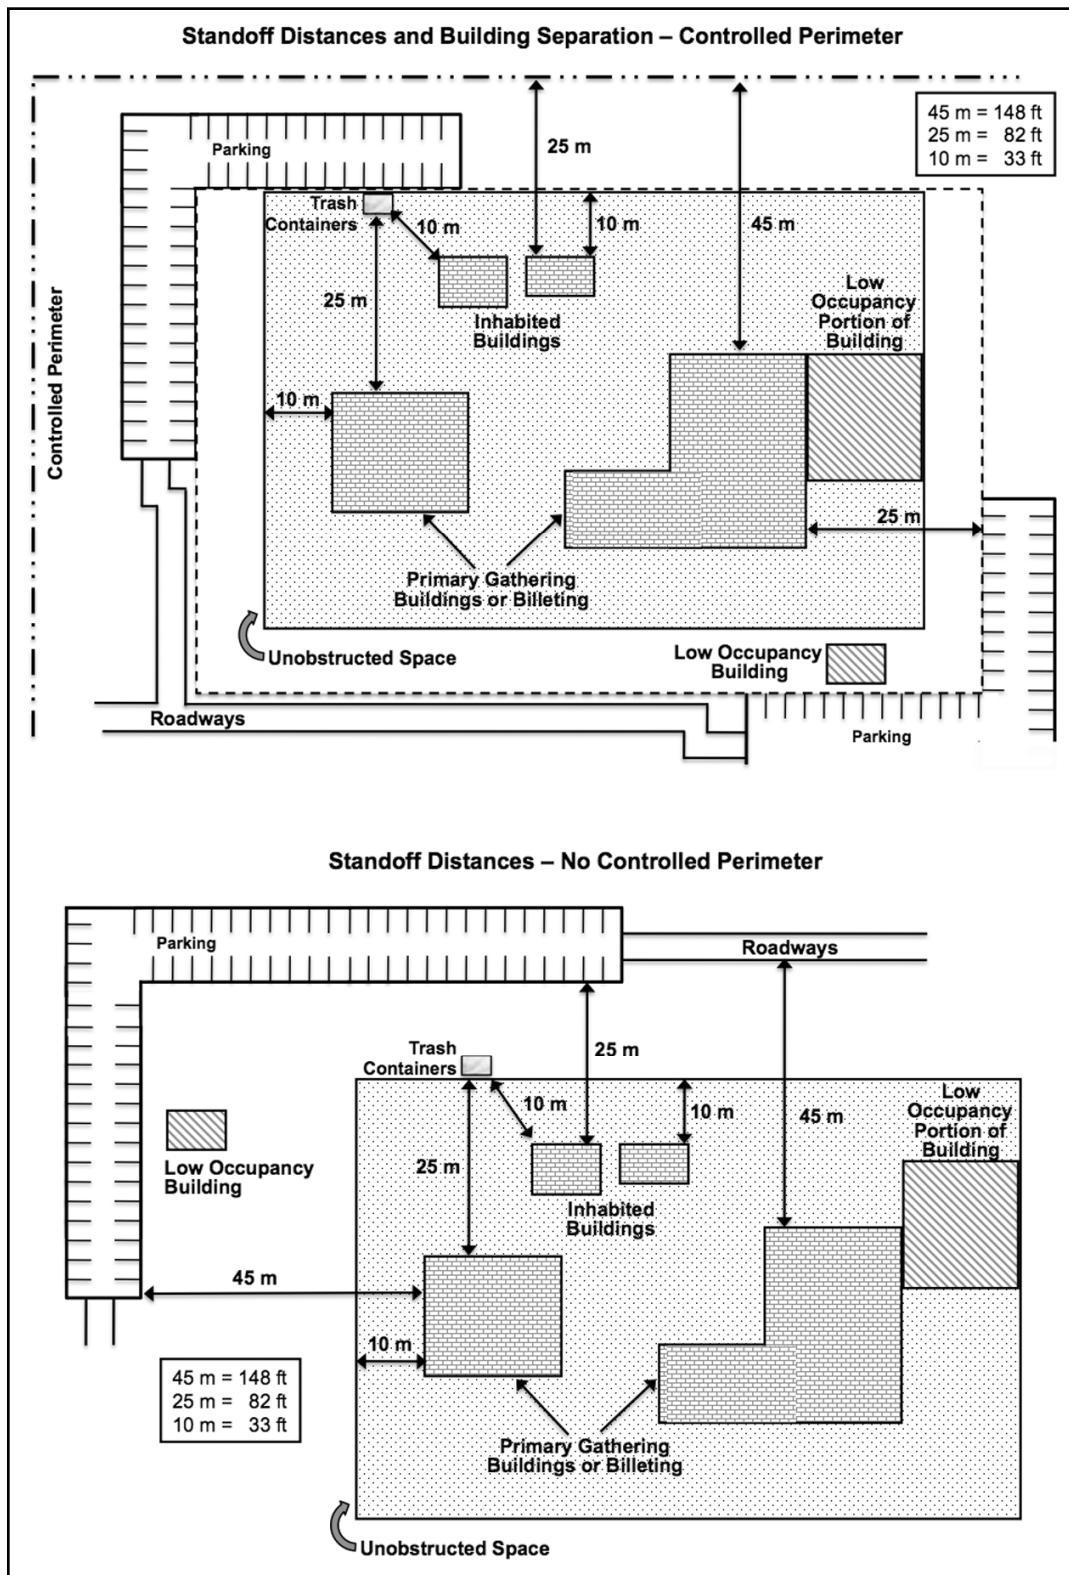 Standoff Distances and Building Separation – Controlled Perimeter
45 m = 148 ft
25 m = 82 ft
10 m = 33 ft
Parking
25 m
Trash
Containers
10 m
10 m
45 m
25 m
Inhabited
Buildings
Low
Occupancy
Portion of
Building
Controlled Perimeter
10 m
25 m
Primary Gathering
Buildings or Billeting
Unobstructed Space
Low Occupancy
Building
Roadways
Parking
Standoff Distances – No Controlled Perimeter
Parking
Roadways
Trash
Containers
25 m
10 m
10 m
45 m
Low
Occupancy
Portion of
Building
25 m
Low Occupancy
Building
Inhabited
Buildings
45 m
10 m
45 m = 148 ft
25 m = 82 ft
10 m = 33 ft
Primary Gathering
Buildings or Billeting
Unobstructed Space